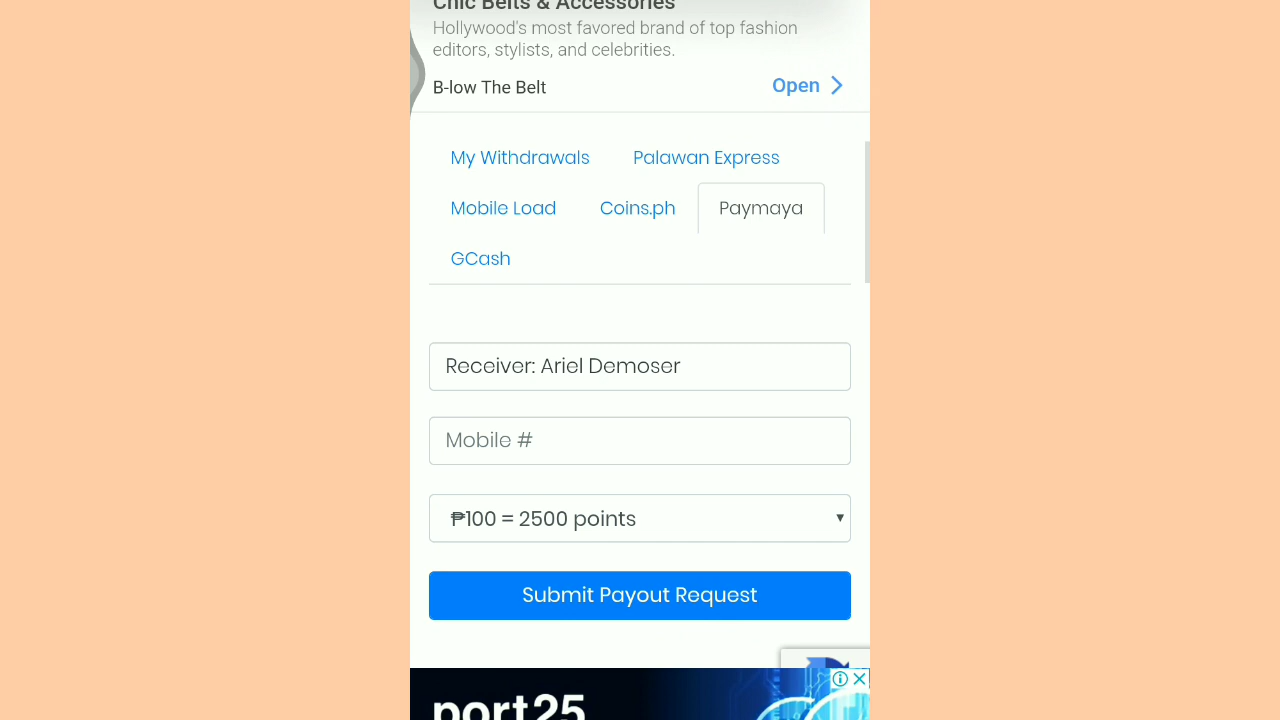 Chic Belts & Accessories
Hollywood's most favored brand of top fashion
editors, stylists, and celebrities.
B-low The Belt
Open
My Withdrawals
Palawan Express
Mobile Load
Coins.ph
Paymaya
GCash
Receiver: Ariel Demoser
Mobile #
₱100 = 2500 points
Submit Payout Request
port25